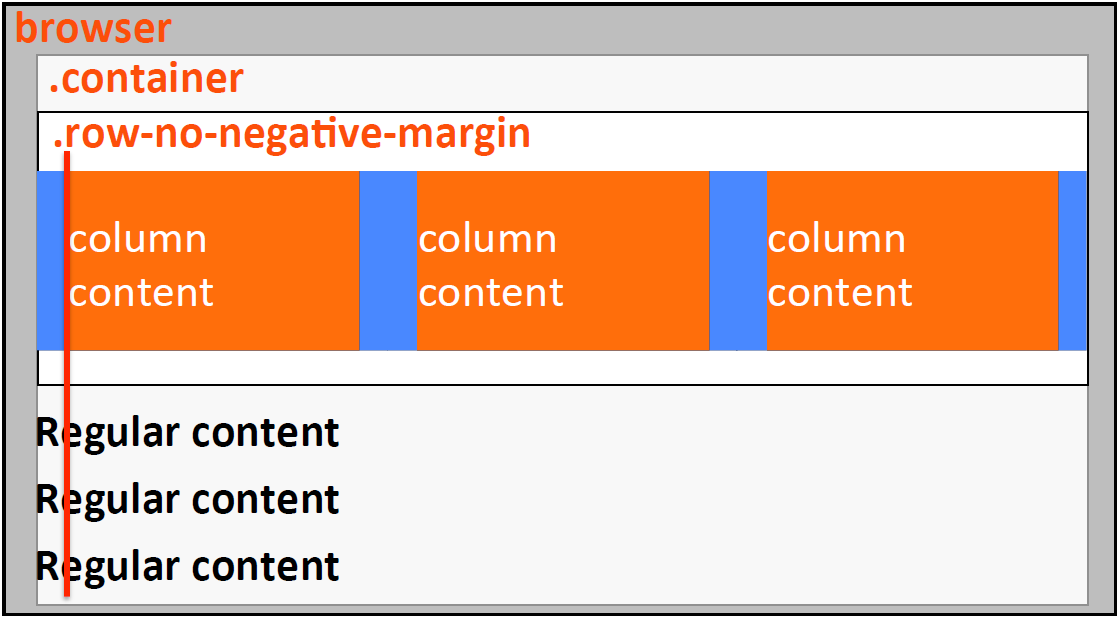 browser
.container
.row-no-negative-margin
column
content
column
content
column
content
Regular content
Regular content
Regular content